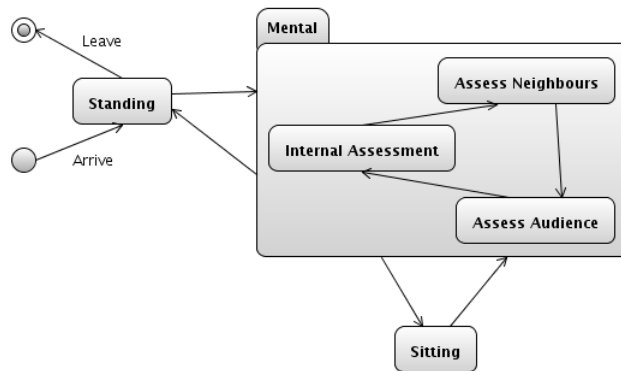 Leave
Mental
Assess Neighbours
Standing
Internal Assessment
Arrive
Assess Audience
Sitting